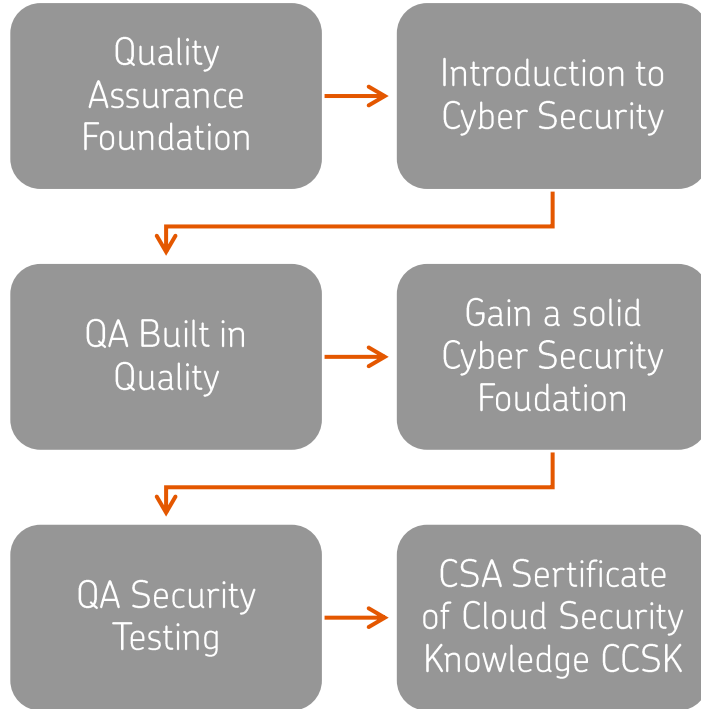 Quality
Assurance
Foundation
Introduction to
Cyber Security
QA Built in
Quality
Gain a solid
Cyber Security
Foudation
QA Security
Testing
CSA Sertificate
of Cloud Security
Knowledge CCSK